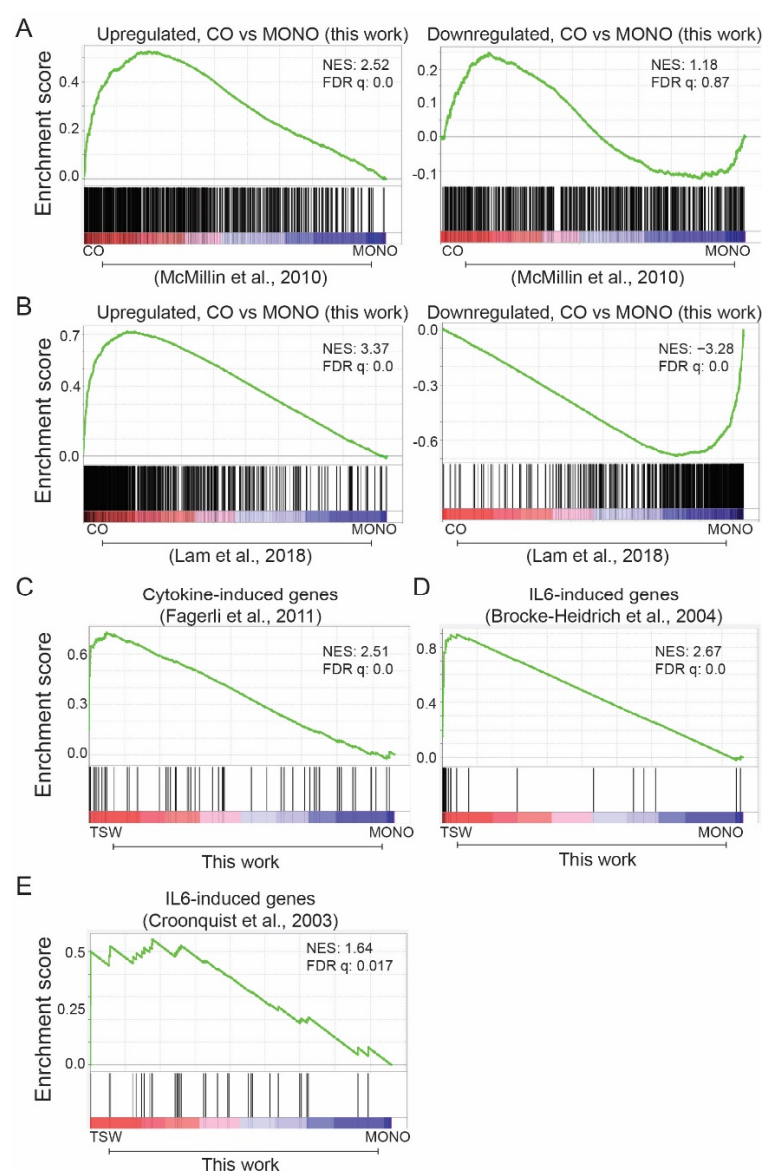 A
Upregulated, CO vs MONO (this work)
Downregulated, CO vs MONO (this work)
Enrchment score
0.4
0.2
0.0
NES: 2.52
FDR q: 0.0
CO
MONO
(McMillin et al., 2010)
0.2
0.1
0.0
-0.1
NES: 1.18
FDR q: 0.87
CO
MONO
(McMillin et al., 2010)
B
Upregulated, CO vs MONO (this work)
Downregulated, CO vs MONO (this work)
Enrchment score
0.7
0.4
0.0
NES: 3.37
FDR q: 0.0
CO
MONO
(Lam et al., 2018)
0.0
-0.3
-0.6
NES: −3.28
FDR q: 0.0
CO
MONO
(Lam et al., 2018)
C
Cytokine-induced genes
(Fagerli et al., 2011)
Enrchment score
0.6
0.3
0.0
NES: 2.51
FDR q: 0.0
TSW
MONO
This work
D
IL6-induced genes
(Brocke-Heidrich et al., 2004)
0.8
0.4
0.0
NES: 2.67
FDR q: 0.0
TSW
MONO
This work
E
IL6-induced genes
(Croonquist et al., 2003)
Enrchment score
0.5
0.25
0.0
NES: 1.64
FDR q: 0.017
TSW
MONO
This work